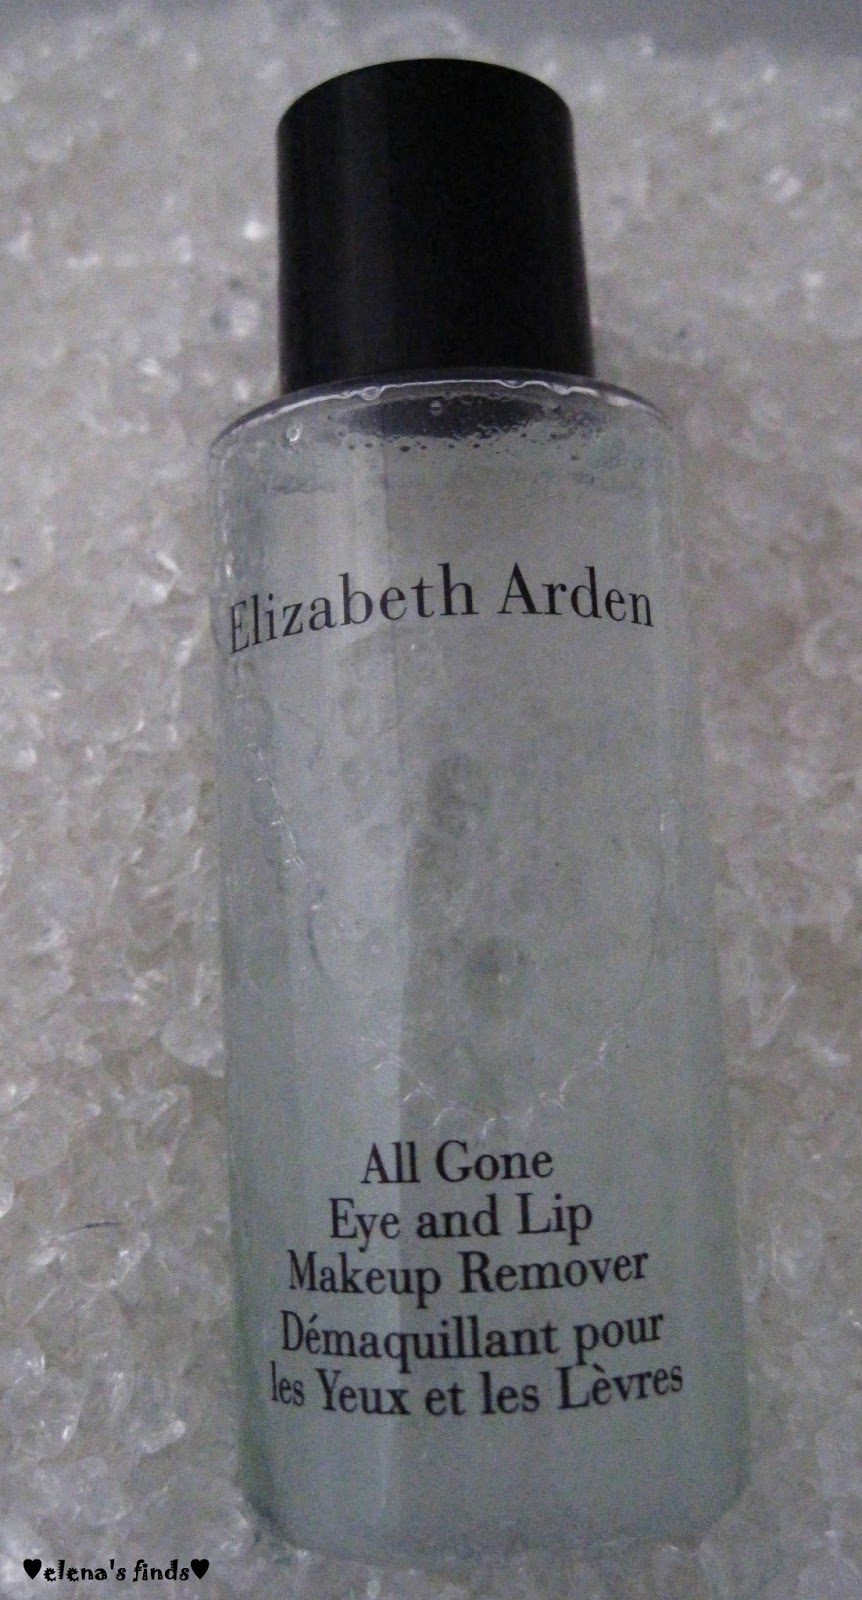 Elizabeth Arden
All Gone
Eye and Lip
Makeup Remover
Démaquillant pour
les Yeux et les Lèvres
♥elena's finds♥